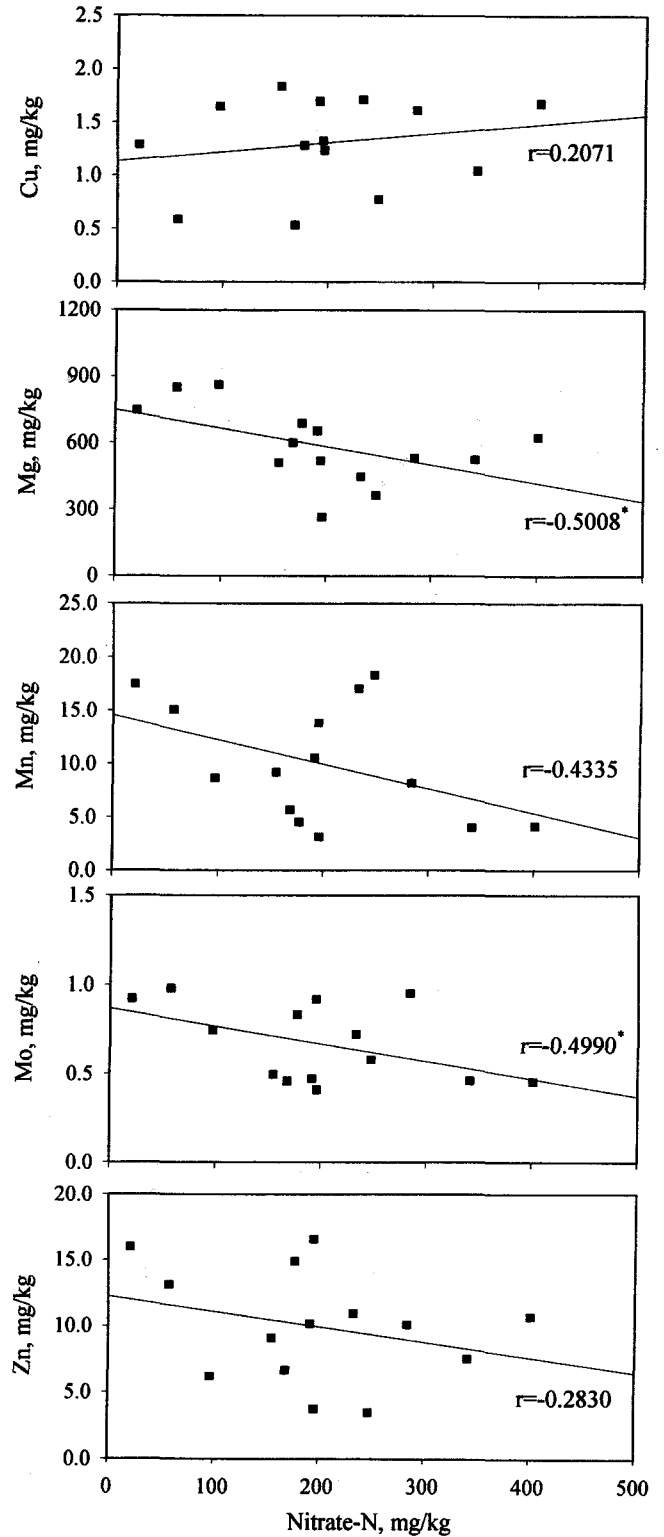 2.5
2.0
1.5
1.0
0.5
0.0
Cu, mg/kg
r=0.2071
1200
900
600
300
0
Mg, mg/kg
r=-0.5008*
25.0
20.0
15.0
10.0
5.0
0.0
Mn, mg/kg
r=-0.4335
1.5
1.0
0.5
0.0
Mo, mg/kg
r=-0.4990*
20.0
15.0
10.0
5.0
0.0
Zn, mg/kg
r=-0.2830
0 100 200 300 400 500
Nitrate-N, mg/kg